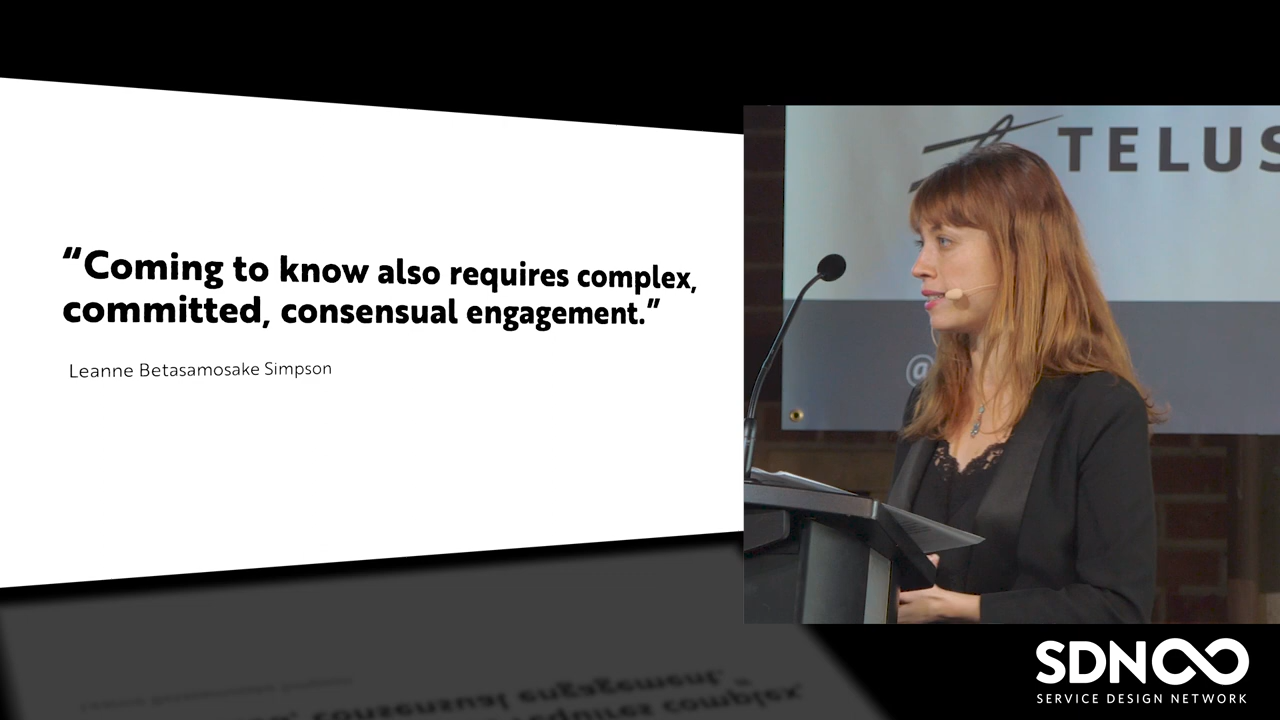 “Coming to know also requires complex,
committed, consensual engagement.”
Leanne Betasamosake Simpson
TELUS
@
SDN
SERVICE DESIGN NETWORK